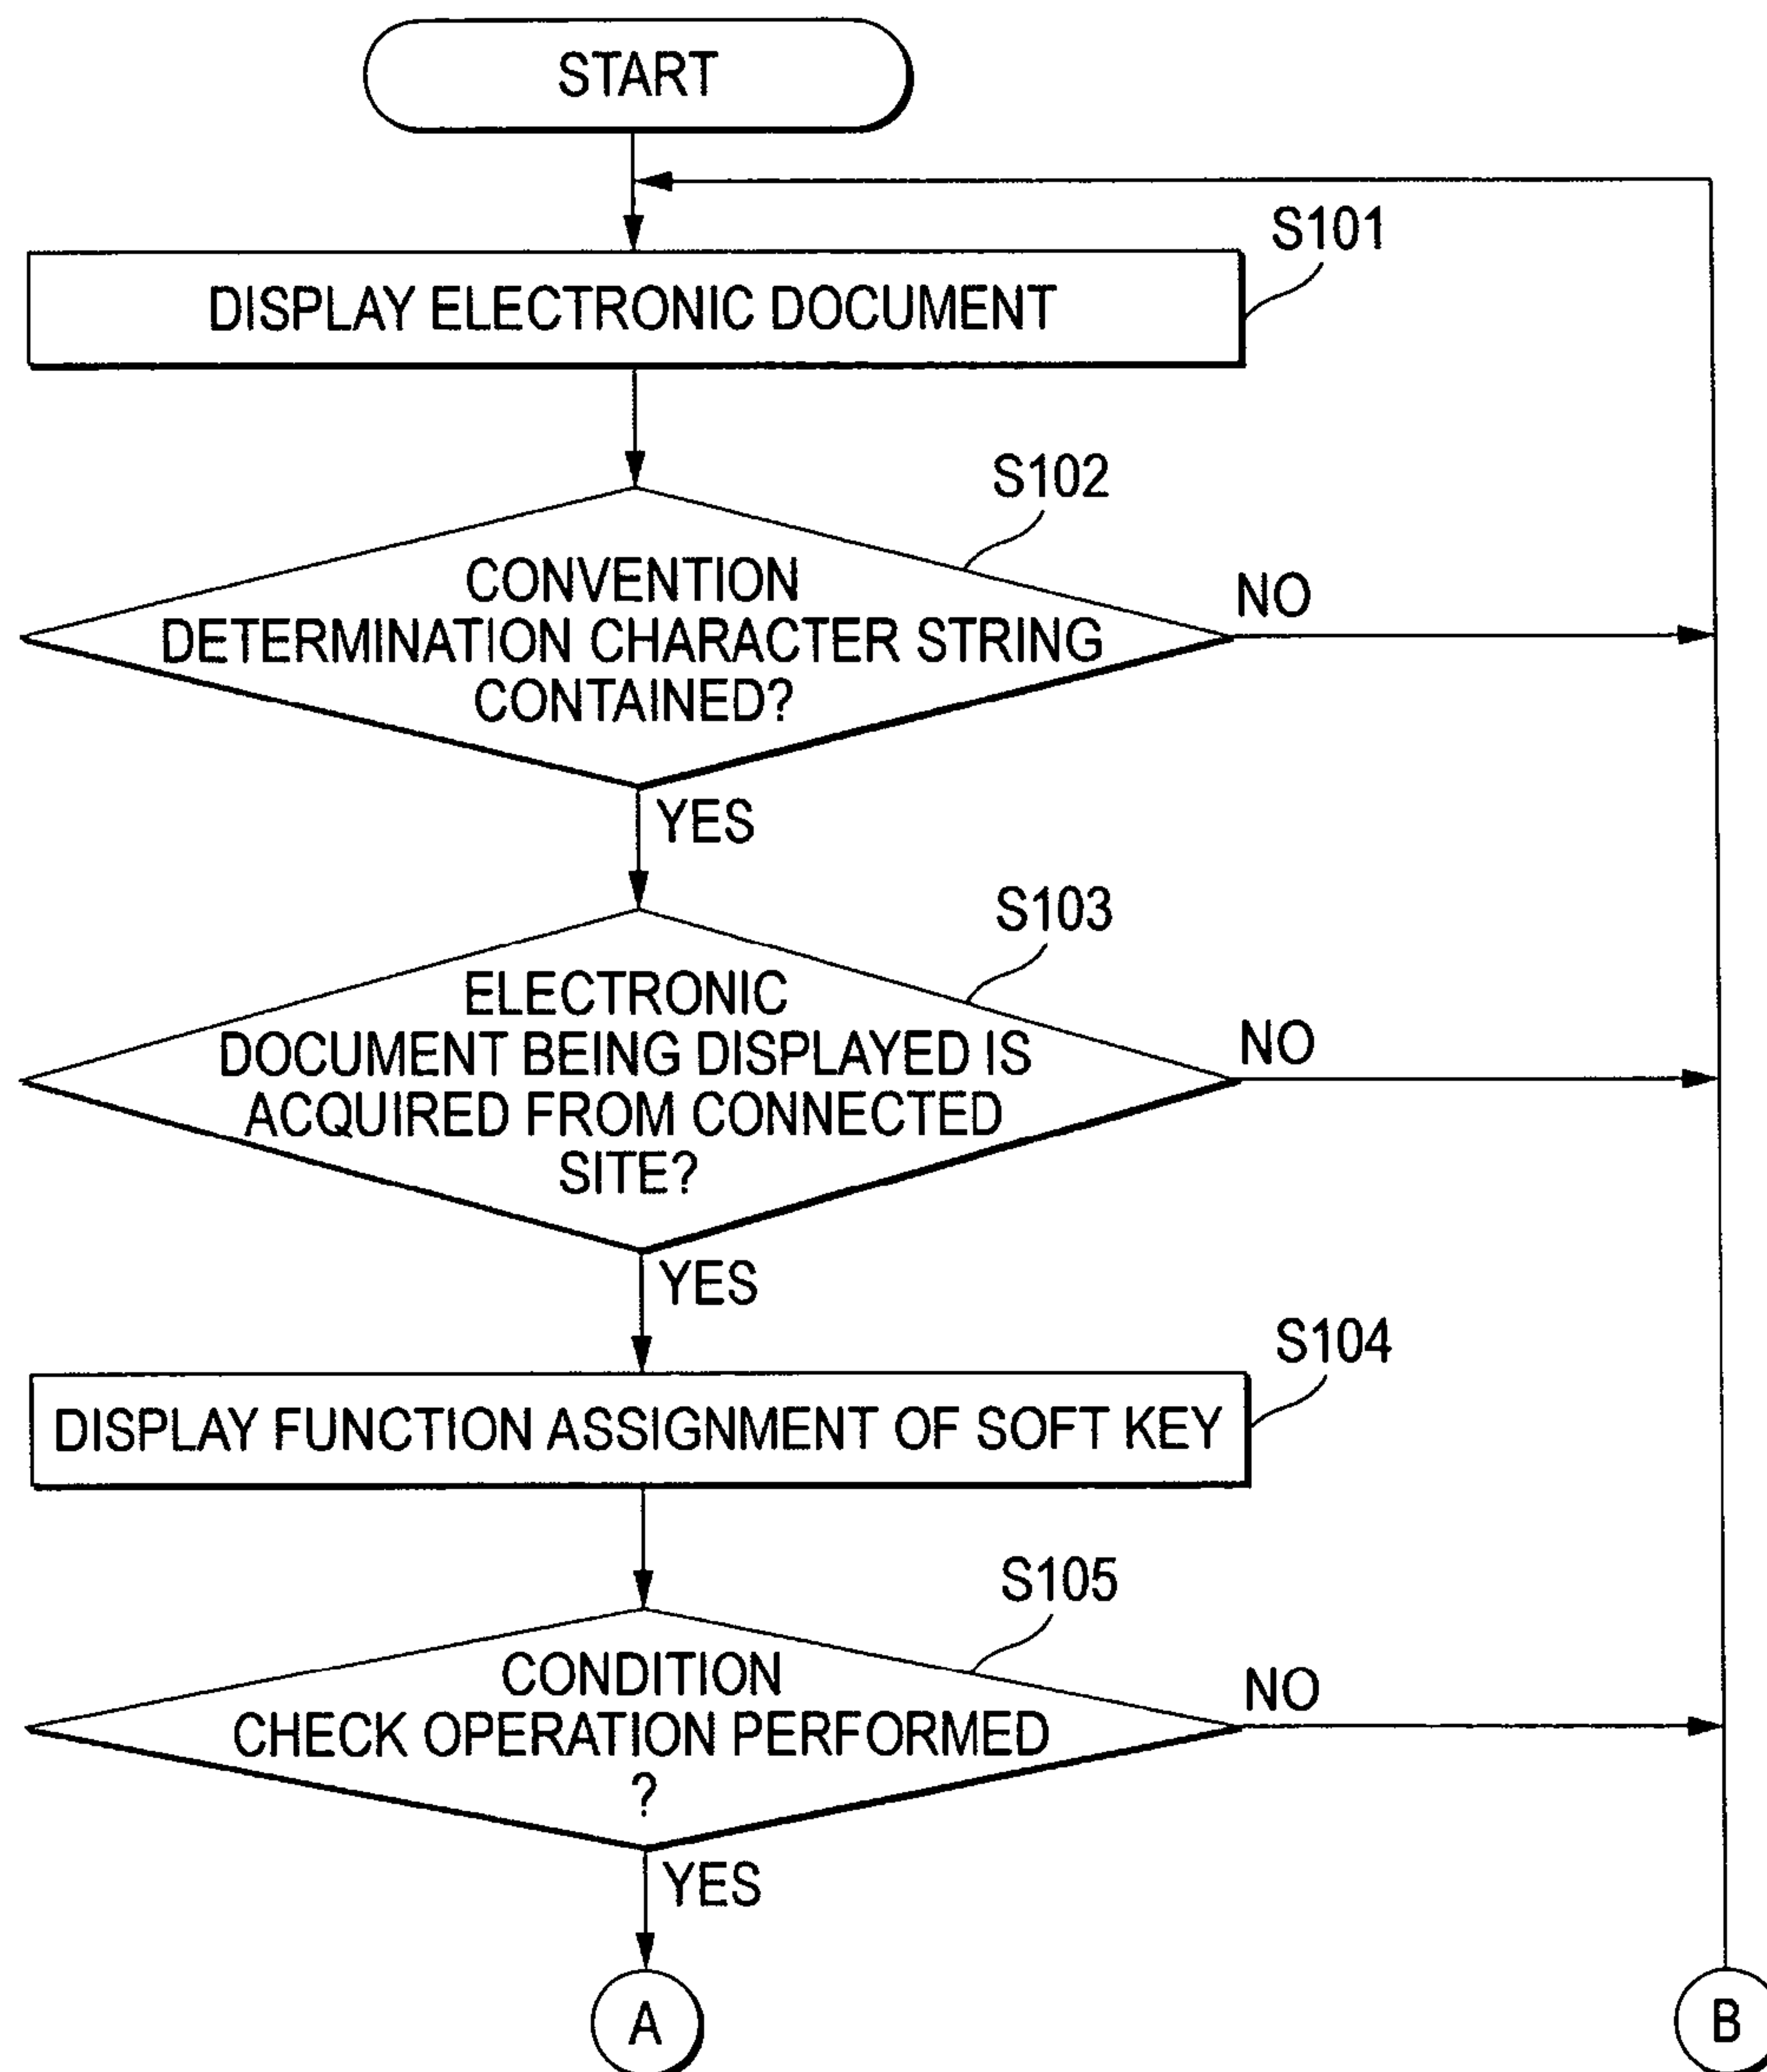 START
S101
DISPLAY ELECTRONIC DOCUMENT
S102
CONVENTION
DETERMINATION CHARACTER STRING
CONTAINED?
NO
YES
S103
ELECTRONIC
DOCUMENT BEING DISPLAYED IS
ACQUIRED FROM CONNECTED
SITE?
NO
YES
S104
DISPLAY FUNCTION ASSIGNMENT OF SOFT KEY
S105
CONDITION
CHECK OPERATION PERFORMED
?
NO
YES
A
B